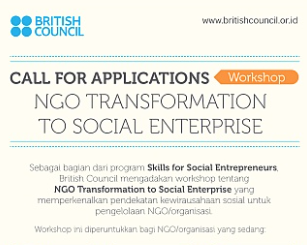 BRITISH
COUNCIL
www.britishcouncil.or.id
CALL FOR APPLICATIONS Workshop
NGO TRANSFORMATION
TO SOCIAL ENTERPRISE
Sebagai bagian dari program Skills for Social Entrepreneurs,
British Council mengadakan workshop tentang
NGO Transformation to Social Enterprise yang
memperkenalkan pendekatan kewirausahaan sosial untuk
pengelolaan NGO/organisasi.
Workshop ini diperuntukkan bagi NGO/organisasi yang sedang: